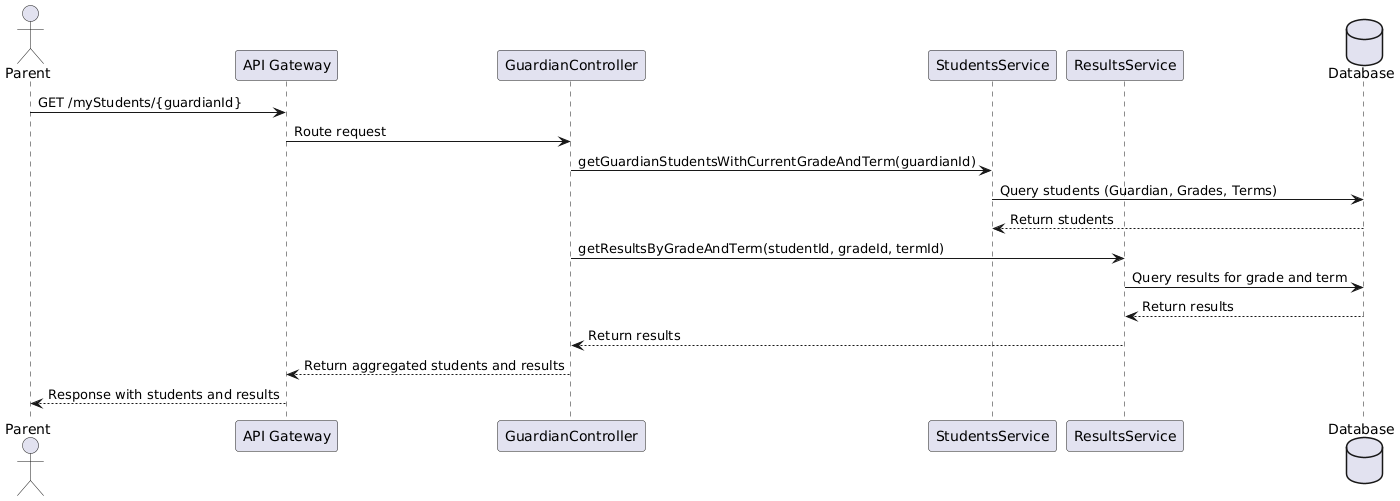 Parent
API Gateway
GuardianController
StudentsService
ResultsService
Database
GET /myStudents/{guardianId}
Route request
getGuardianStudentsWithCurrentGradeAndTerm(guardianId)
Query students (Guardian, Grades, Terms)
Return students
getResultsByGradeAndTerm(studentId, gradeId, termId)
Query results for grade and term
Return results
Return results
Return aggregated students and results
Response with students and results
Parent
API Gateway
GuardianController
StudentsService
ResultsService
Database